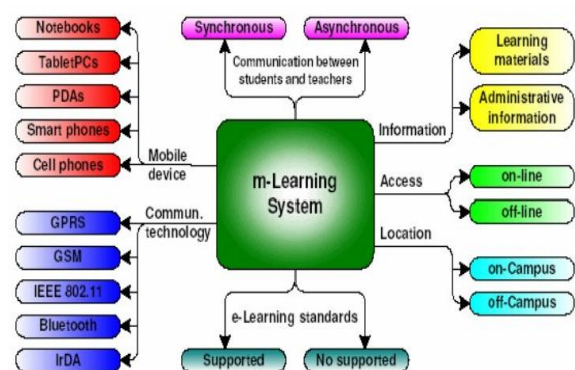 Notebooks
TabletPCs
PDAs
Smart phones
Cell phones
Mobile
device
Synchronous
Asynchronous
Communication between
students and teachers
Information
Learning
materials
Administrative
information
m-Learning
System
Access
on-line
off-line
Location
on-Campus
off-Campus
Commun.
technology
GPRS
GSM
IEEE 802.11
Bluetooth
IrDA
e-Learning standards
Supported
No supported